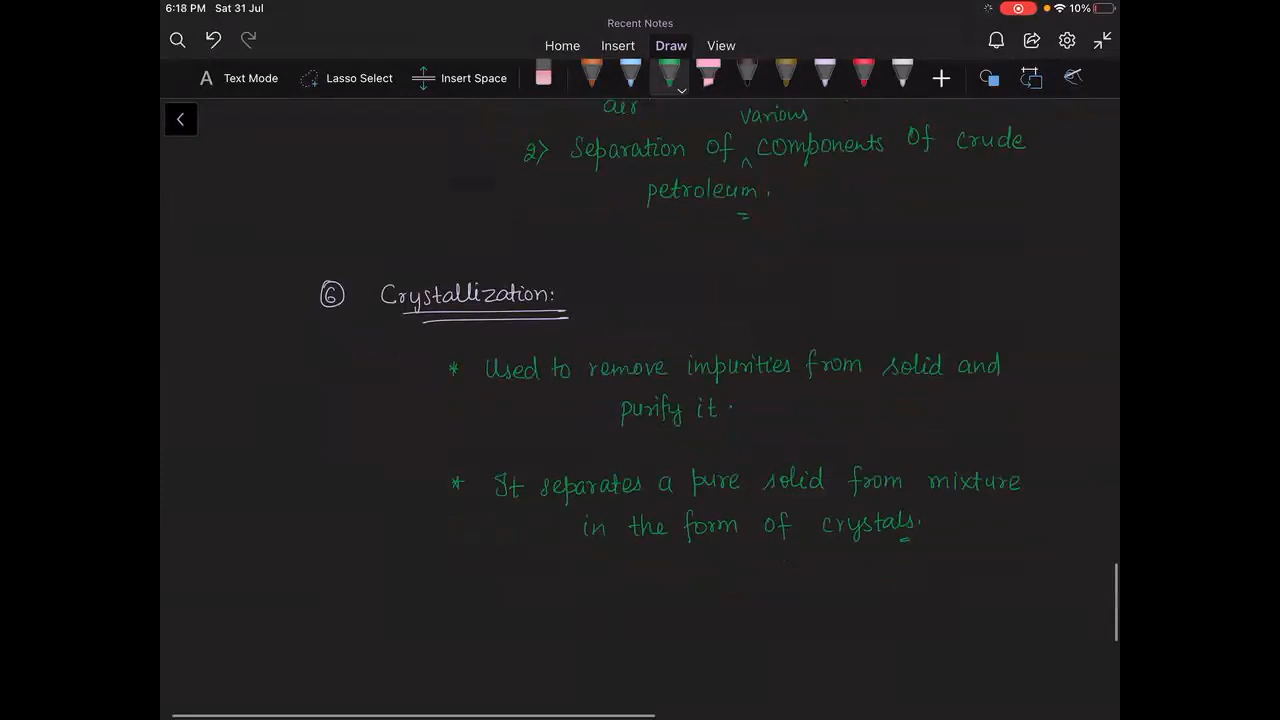 6:18 PM Sat 31 Jul
10%
Recent Notes
Home Insert Draw View
Text Mode Lasso Select Insert Space
air
various
2) Separation of ^ components of crude
petroleum.
6 Crystallization:
* Used to remove impurities from solid and
purify it.
* It separates a pure solid from mixture
in the form of crystals.